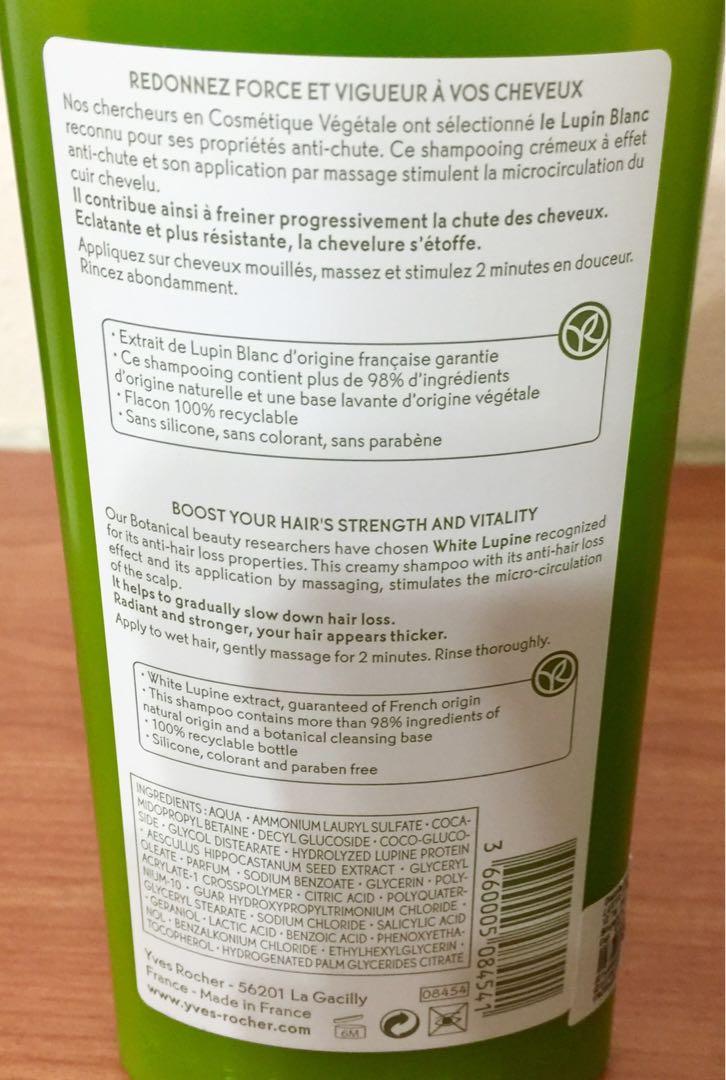 REDONNEZ FORCE ET VIGUEUR À VOS CHEVEUX
Nos chercheurs en Cosmétique Végétale ont sélectionné le Lupin Blanc
reconnu pour ses propriétés anti-chute. Ce shampooing crémeux à effet
anti-chute et son application par massage stimulent la microcirculation du
cuir chevelu.
Il contribue ainsi à freiner progressivement la chute des cheveux.
Eclatante et plus résistante, la chevelure s'étoffe.
Appliquez sur cheveux mouillés, massez et stimulez 2 minutes en douceur.
Rincez abondamment.
• Extrait de Lupin Blanc d'origine française garantie
• Ce shampooing contient plus de 98% d'ingrédients
d'origine naturelle et une base lavante d'origine végétale
• Flacon 100% recyclable
• Sans silicone, sans colorant, sans parabène
BOOST YOUR HAIR'S STRENGTH AND VITALITY
Our Botanical beauty researchers have chosen White Lupine recognized
for its anti-hair loss properties. This creamy shampoo with its anti-hair loss
effect and its application by massaging, stimulates the micro-circulation
of the scalp.
It helps to gradually slow down hair loss.
Radiant and stronger, your hair appears thicker.
Apply to wet hair, gently massage for 2 minutes. Rinse thoroughly.
• White Lupine extract, guaranteed of French origin
• This shampoo contains more than 98% ingredients of
natural origin and a botanical cleansing base
• 100% recyclable bottle
• Silicone, colorant and paraben free
INGREDIENTS : AQUA • AMMONIUM LAURYL SULFATE • COCA-
MIDOPROPYL BETAINE • DECYL GLUCOSIDE • COCO-GLUCO-
SIDE • GLYCOL DISTEARATE • HYDROLYZED LUPINE PROTEIN
• AESCULUS HIPPOCASTANUM SEED EXTRACT • GLYCERYL
OLEATE • PARFUM • SODIUM BENZOATE • GLYCERIN • POLY-
ACRYLATE-1 CROSSPOLYMER • CITRIC ACID • POLYQUATER-
NIUM-10 • GUAR HYDROXYPROPYLTRIMONIUM CHLORIDE •
GLYCERYL STEARATE • SODIUM CHLORIDE • SALICYLIC ACID
• GERANIOL • LACTIC ACID • BENZOIC ACID • PHENOXYETHA-
NOL • BENZALKONIUM CHLORIDE • ETHYLHEXYLGLYCERIN •
TOCOPHEROL • HYDROGENATED PALM GLYCERIDES CITRATE
3 660005 084541
Yves Rocher - 56201 La Gacilly
France - Made in France
www.yves-rocher.com
08454
6M